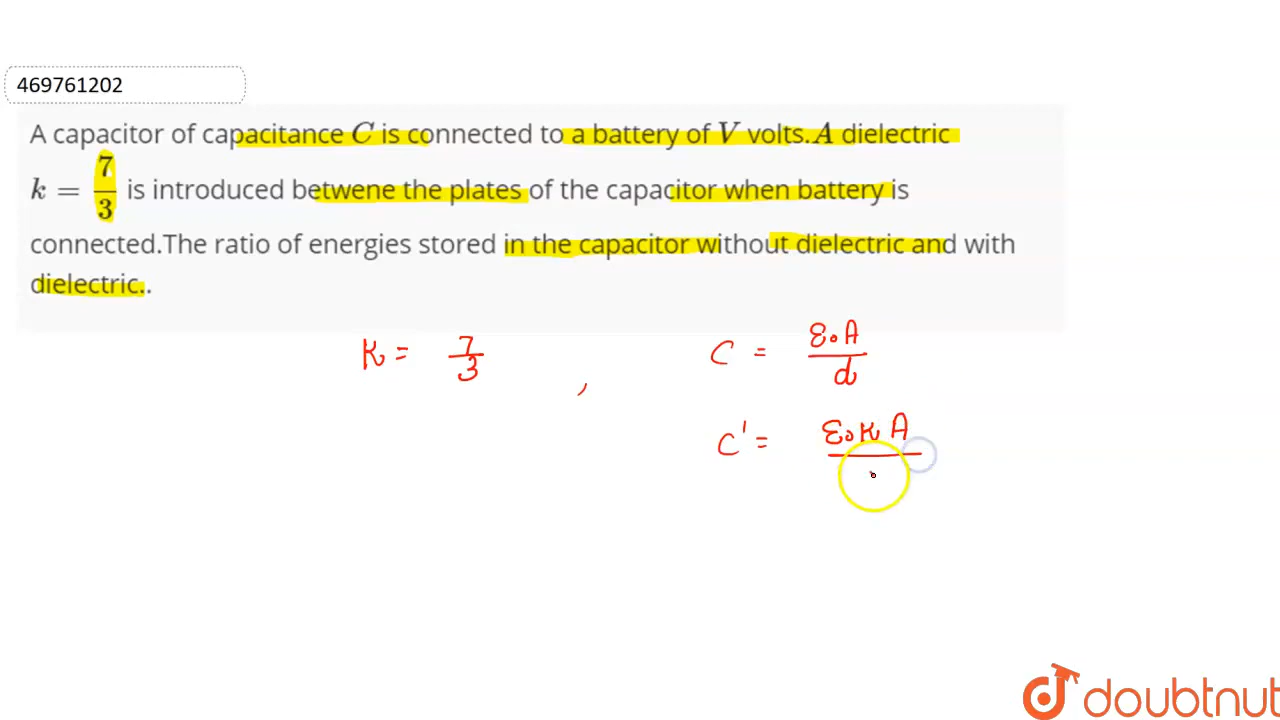 469761202
A capacitor of capacitance C is connected to a battery of V volts..A dielectric
k = 7/3 is introduced betwene the plates of the capacitor when battery is
connected.The ratio of energies stored in the capacitor without dielectric and with
dielectric..
K = 7/3 , C = ε₀A/d
C' = ε₀KA
doubtnut